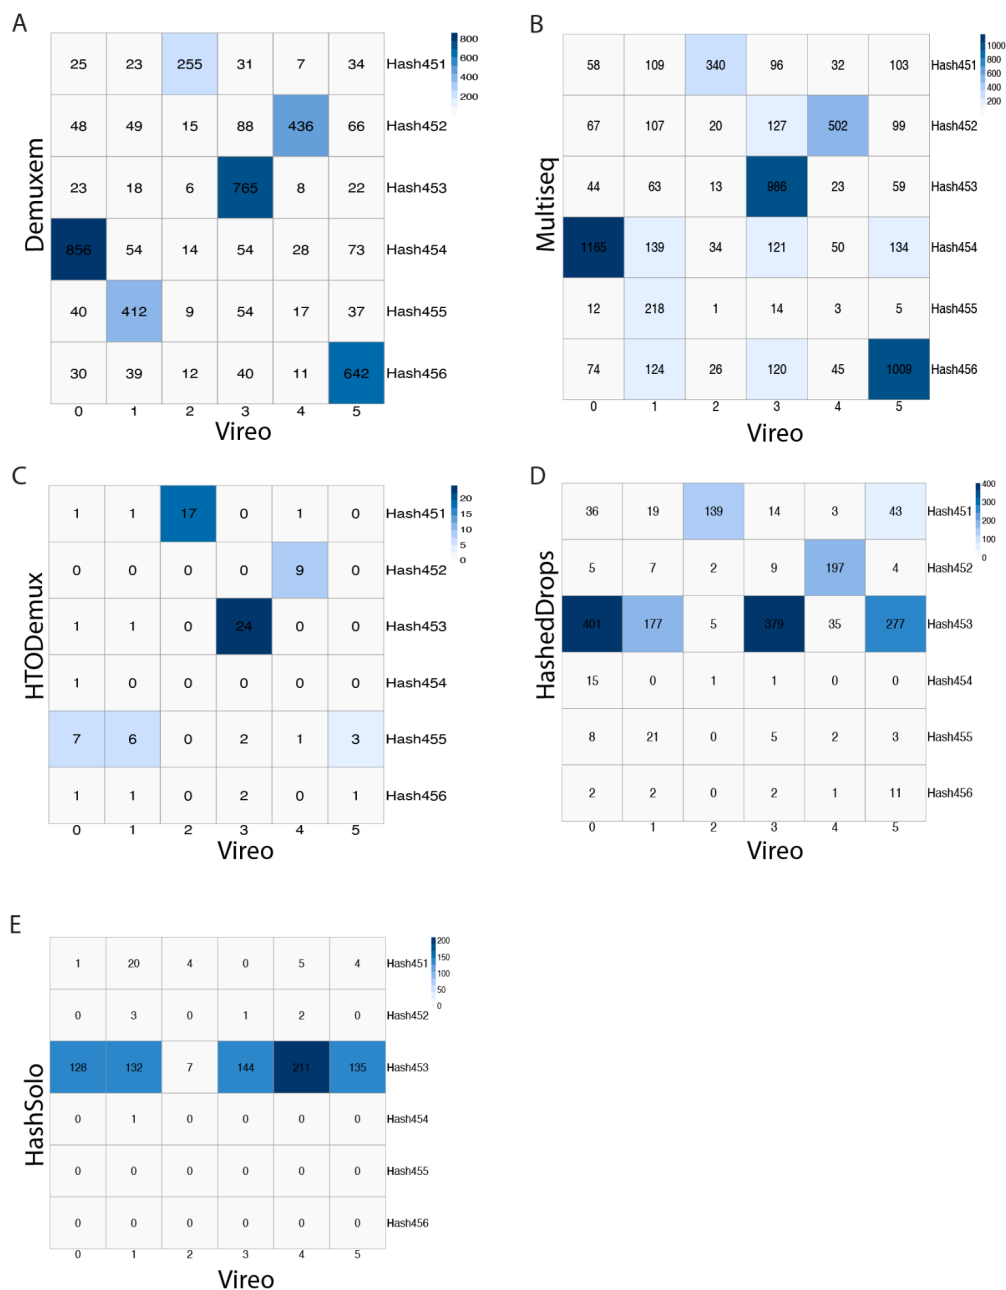 A
25 23 255 31 7 34 Hash451
48 49 15 88 436 66 Hash452
23 18 6 765 8 22 Hash453
856 54 14 54 28 73 Hash454
40 412 9 54 17 37 Hash455
30 39 12 40 11 642 Hash456
0 1 2 3 4 5
Vireo
Demuxem
800
600
400
200
B
58 109 340 96 32 103 Hash451
67 107 20 127 502 99 Hash452
44 63 13 986 23 59 Hash453
1165 139 34 121 50 134 Hash454
12 218 1 14 3 5 Hash455
74 124 26 120 45 1009 Hash456
0 1 2 3 4 5
Vireo
Multiseq
1000
800
600
400
200
C
1 1 17 0 1 0 Hash451
0 0 0 0 9 0 Hash452
1 1 0 24 0 0 Hash453
1 0 0 0 0 0 Hash454
7 6 0 2 1 3 Hash455
1 1 0 2 0 1 Hash456
0 1 2 3 4 5
Vireo
HTODemux
20
15
10
5
0
D
36 19 139 14 3 43 Hash451
5 7 2 9 197 4 Hash452
401 177 5 379 35 277 Hash453
15 0 1 1 0 0 Hash454
8 21 0 5 2 3 Hash455
2 2 0 2 1 11 Hash456
0 1 2 3 4 5
Vireo
HashedDrops
400
300
200
100
0
E
1 20 4 0 5 4 Hash451
0 3 0 1 2 0 Hash452
128 132 7 144 211 135 Hash453
0 1 0 0 0 0 Hash454
0 0 0 0 0 0 Hash455
0 0 0 0 0 0 Hash456
0 1 2 3 4 5
Vireo
HashSolo
200
150
100
50
0